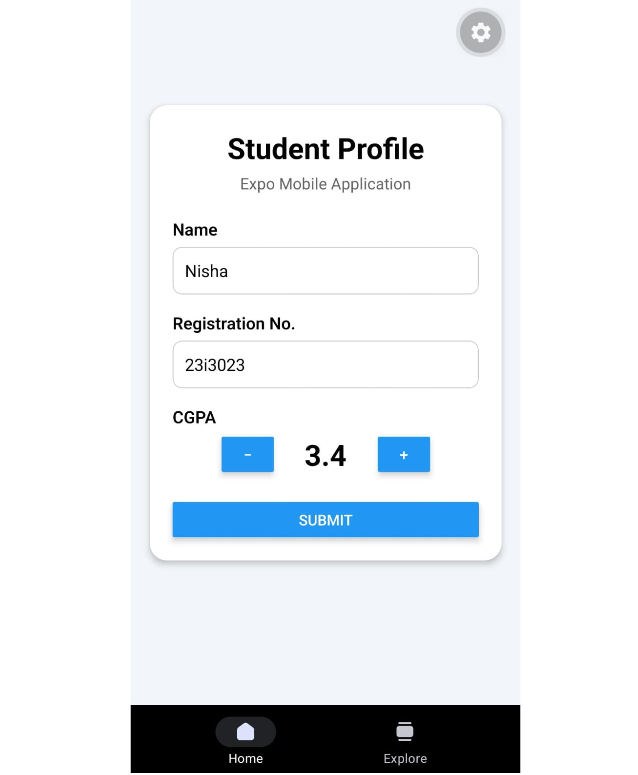 Student Profile
Expo Mobile Application
Name
Nisha
Registration No.
23i3023
CGPA
- 3.4 +
SUBMIT
Home Explore